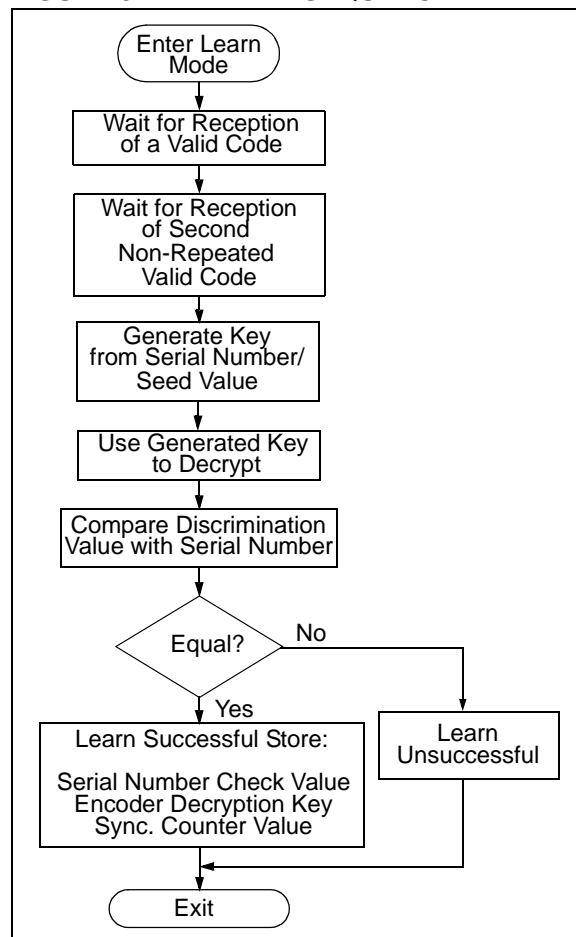 Enter Learn
Mode
Wait for Reception
of a Valid Code
Wait for Reception
of Second
Non-Repeated
Valid Code
Generate Key
from Serial Number/
Seed Value
Use Generated Key
to Decrypt
Compare Discrimination
Value with Serial Number
Equal?
No
Yes
Learn Successful Store:
Serial Number Check Value
Encoder Decryption Key
Sync. Counter Value
Learn
Unsuccessful
Exit